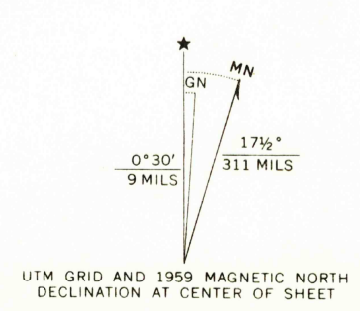 ★
MN
GN
0°30′
9 MILS
17½°
311 MILS
UTM GRID AND 1959 MAGNETIC NORTH
DECLINATION AT CENTER OF SHEET